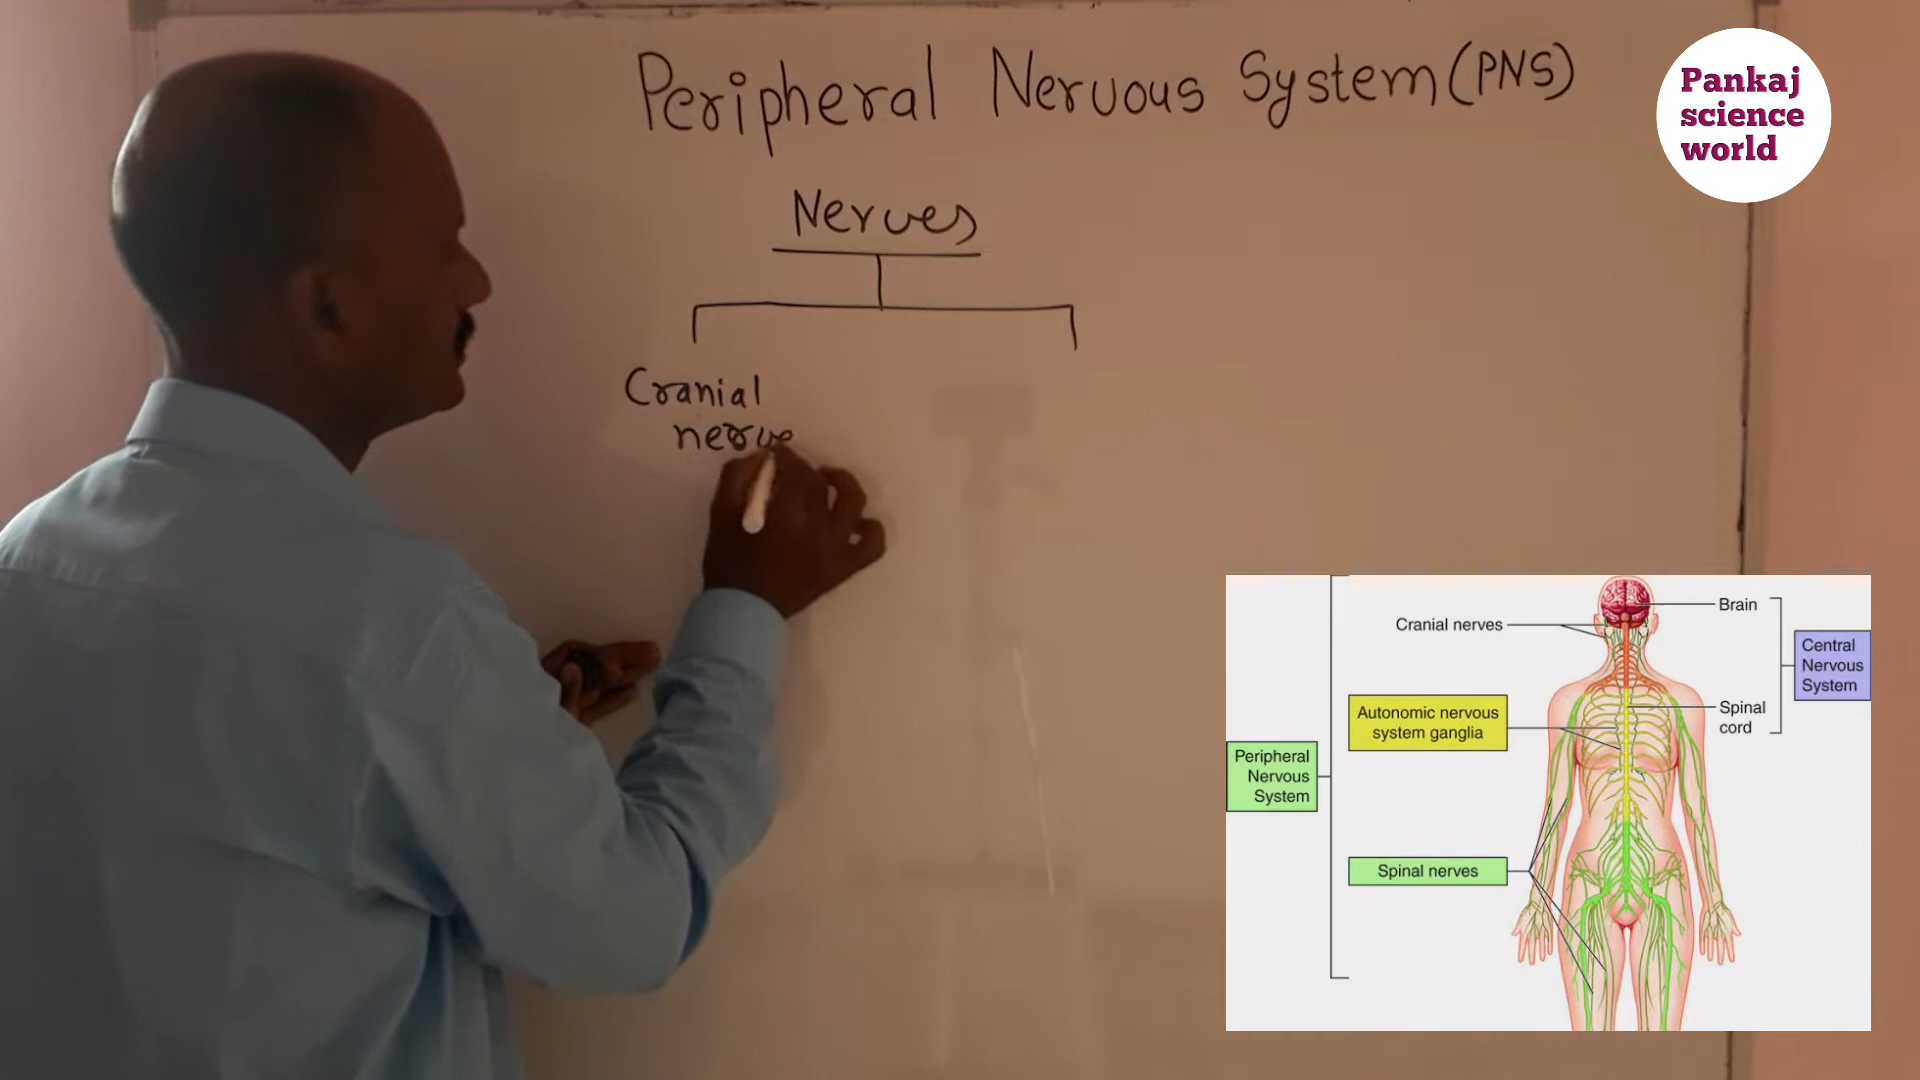 Peripheral Nervous System (PNS)
Pankaj
science
world
Nerves
Cranial
nerve
Brain
Cranial nerves
Central
Nervous
System
Autonomic nervous
system ganglia
Spinal
cord
Peripheral
Nervous
System
Spinal nerves